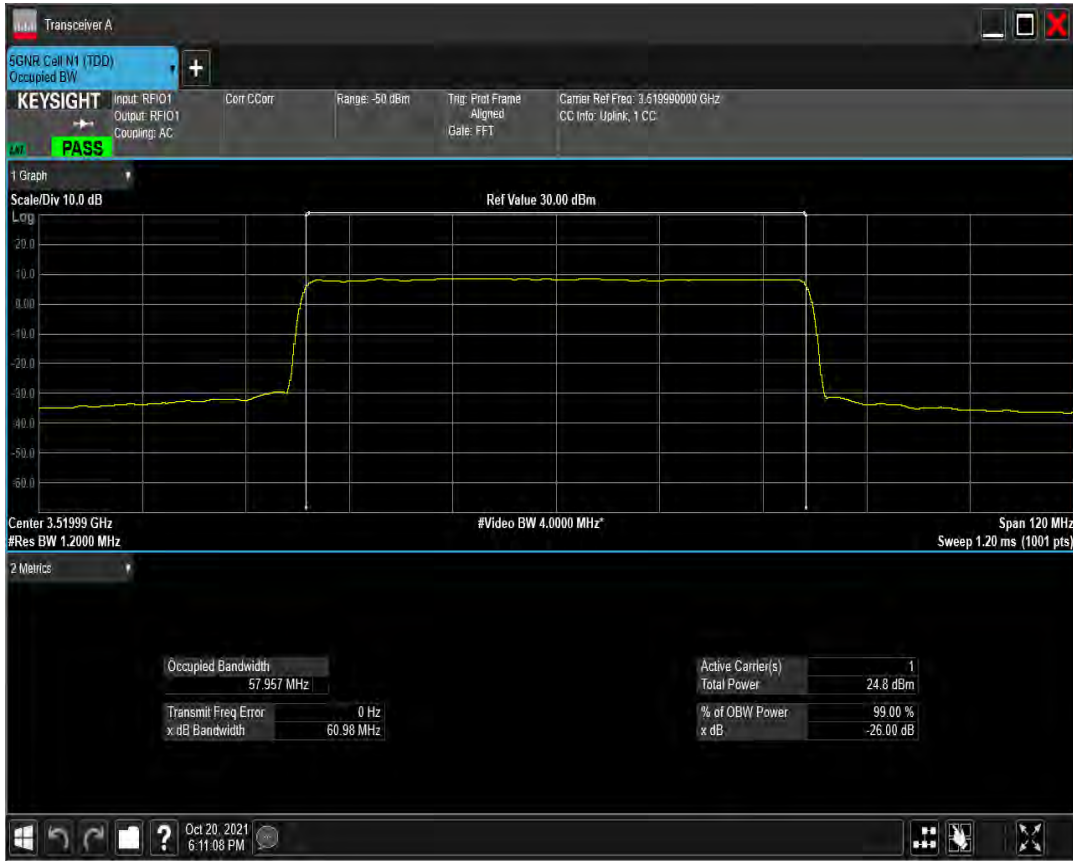 Transceiver A
5GNR Cell N1 (TDD)
Occupied BW
KEYSIGHT
PASS
Input: RFIO1
Output: RFIO1
Coupling: AC
Corr CCorr
Range: -50 dBm
Trig: Prot Frame
Aligned
Gate: FFT
Carrier Ref Freq: 3.519990000 GHz
CC Info: Uplink, 1 CC
1 Graph
Scale/Div 10.0 dB
Ref Value 30.00 dBm
Log
20.0
10.0
0.00
-10.0
-20.0
-30.0
-40.0
-50.0
-60.0
Center 3.51999 GHz
#Video BW 4.0000 MHz*
Span 120 MHz
#Res BW 1.2000 MHz
Sweep 1.20 ms (1001 pts)
2 Metrics
Occupied Bandwidth
57.957 MHz
Transmit Freq Error 0 Hz
x dB Bandwidth 60.98 MHz
Active Carrier(s) 1
Total Power 24.8 dBm
% of OBW Power 99.00 %
x dB -26.00 dB
Oct 20, 2021
6:11:08 PM